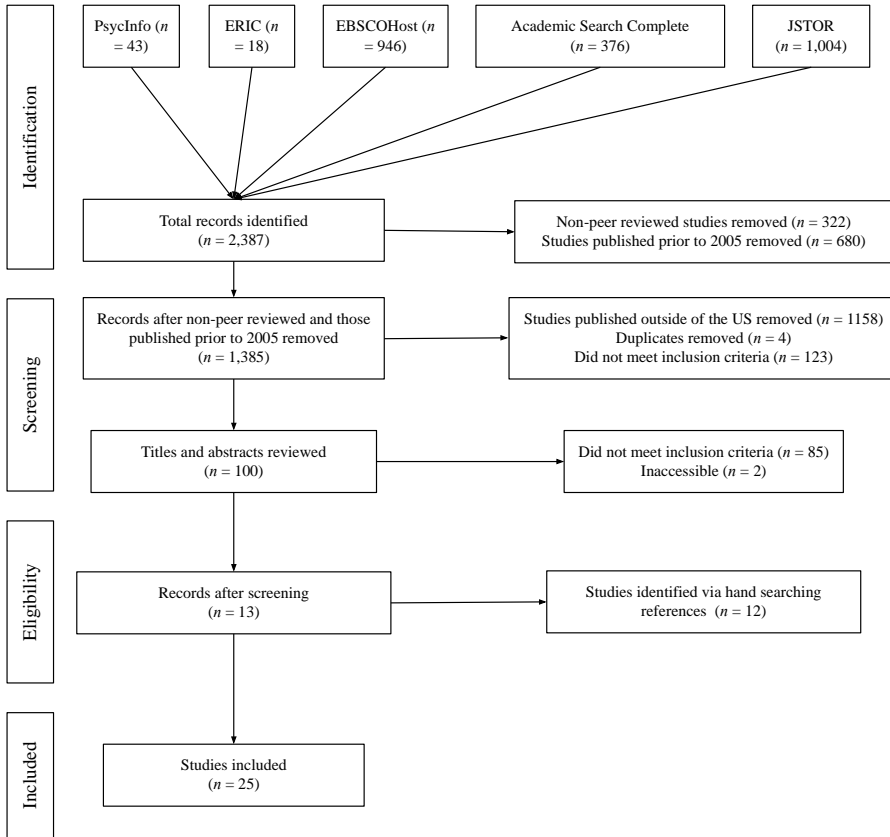 Identification
PsycInfo (n
= 43)
ERIC (n
= 18)
EBSCOHost (n
= 946)
Academic Search Complete
(n = 376)
JSTOR
(n = 1,004)
Total records identified
(n = 2,387)
Non-peer reviewed studies removed (n = 322)
Studies published prior to 2005 removed (n = 680)
Screening
Records after non-peer reviewed and those
published prior to 2005 removed
(n = 1,385)
Studies published outside of the US removed (n = 1158)
Duplicates removed (n = 4)
Did not meet inclusion criteria (n = 123)
Titles and abstracts reviewed
(n = 100)
Did not meet inclusion criteria (n = 85)
Inaccessible (n = 2)
Eligibility
Records after screening
(n = 13)
Studies identified via hand searching
references (n = 12)
Included
Studies included
(n = 25)